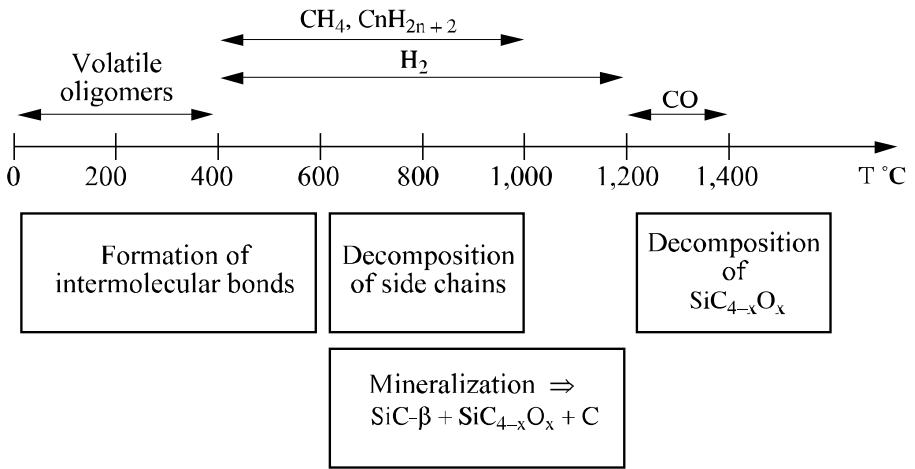 CH₄, CnH₂ₙ₊₂
H₂
Volatile
oligomers
CO
0 200 400 600 800 1,000 1,200 1,400 T °C
Formation of
intermolecular bonds
Decomposition
of side chains
Decomposition
of
SiC₄₋ₓOₓ
Mineralization ⇒
SiC-β + SiC₄₋ₓOₓ + C